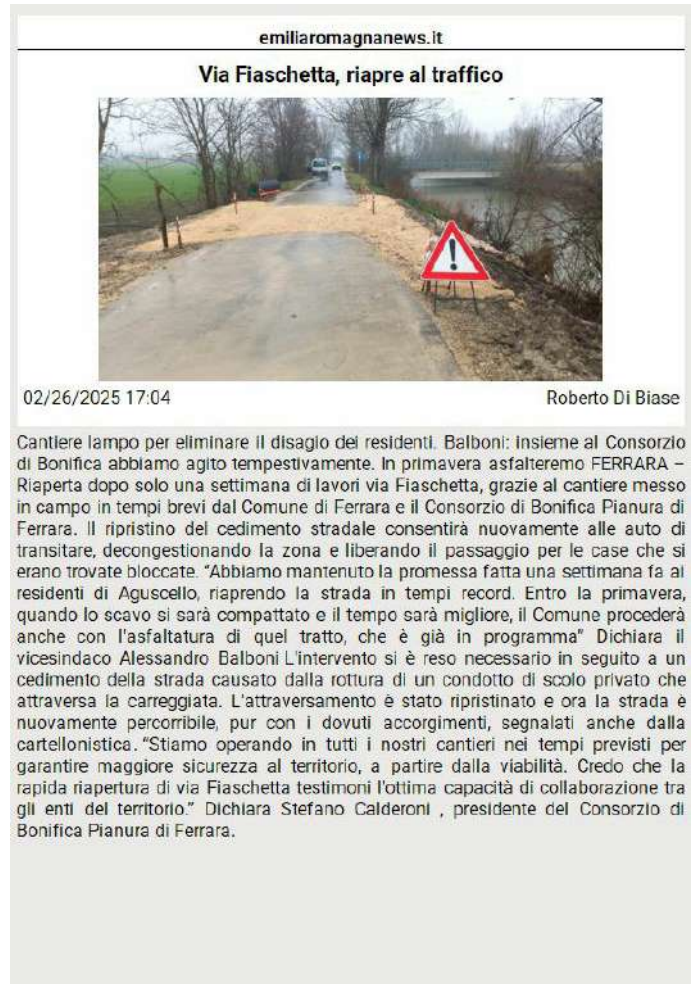 emiliaromagnanews.it
Via Fiaschetta, riapre al traffico
02/26/2025 17:04
Roberto Di Biase
Cantiere lampo per eliminare il disagio dei residenti. Balboni: insieme al Consorzio
di Bonifica abbiamo agito tempestivamente. In primavera asfalteremo FERRARA –
Riaperta dopo solo una settimana di lavori via Fiaschetta, grazie al cantiere messo
in campo in tempi brevi dal Comune di Ferrara e il Consorzio di Bonifica Pianura di
Ferrara. Il ripristino del cedimento stradale consentirà nuovamente alle auto di
transitare, decongestionando la zona e liberando il passaggio per le case che si
erano trovate bloccate. “Abbiamo mantenuto la promessa fatta una settimana fa ai
residenti di Aguscello, riaprendo la strada in tempi record. Entro la primavera,
quando lo scavo si sarà compattato e il tempo sarà migliore, il Comune procederà
anche con l'asfaltatura di quel tratto, che è già in programma” Dichiara il
vicesindaco Alessandro Balboni L'intervento si è reso necessario in seguito a un
cedimento della strada causato dalla rottura di un condotto di scolo privato che
attraversa la carreggiata. L'attraversamento è stato ripristinato e ora la strada è
nuovamente percorribile, pur con i dovuti accorgimenti, segnalati anche dalla
cartellonistica. “Stiamo operando in tutti i nostri cantieri nei tempi previsti per
garantire maggiore sicurezza al territorio, a partire dalla viabilità. Credo che la
rapida riapertura di via Fiaschetta testimoni l'ottima capacità di collaborazione tra
gli enti del territorio.” Dichiara Stefano Calderoni , presidente del Consorzio di
Bonifica Pianura di Ferrara.